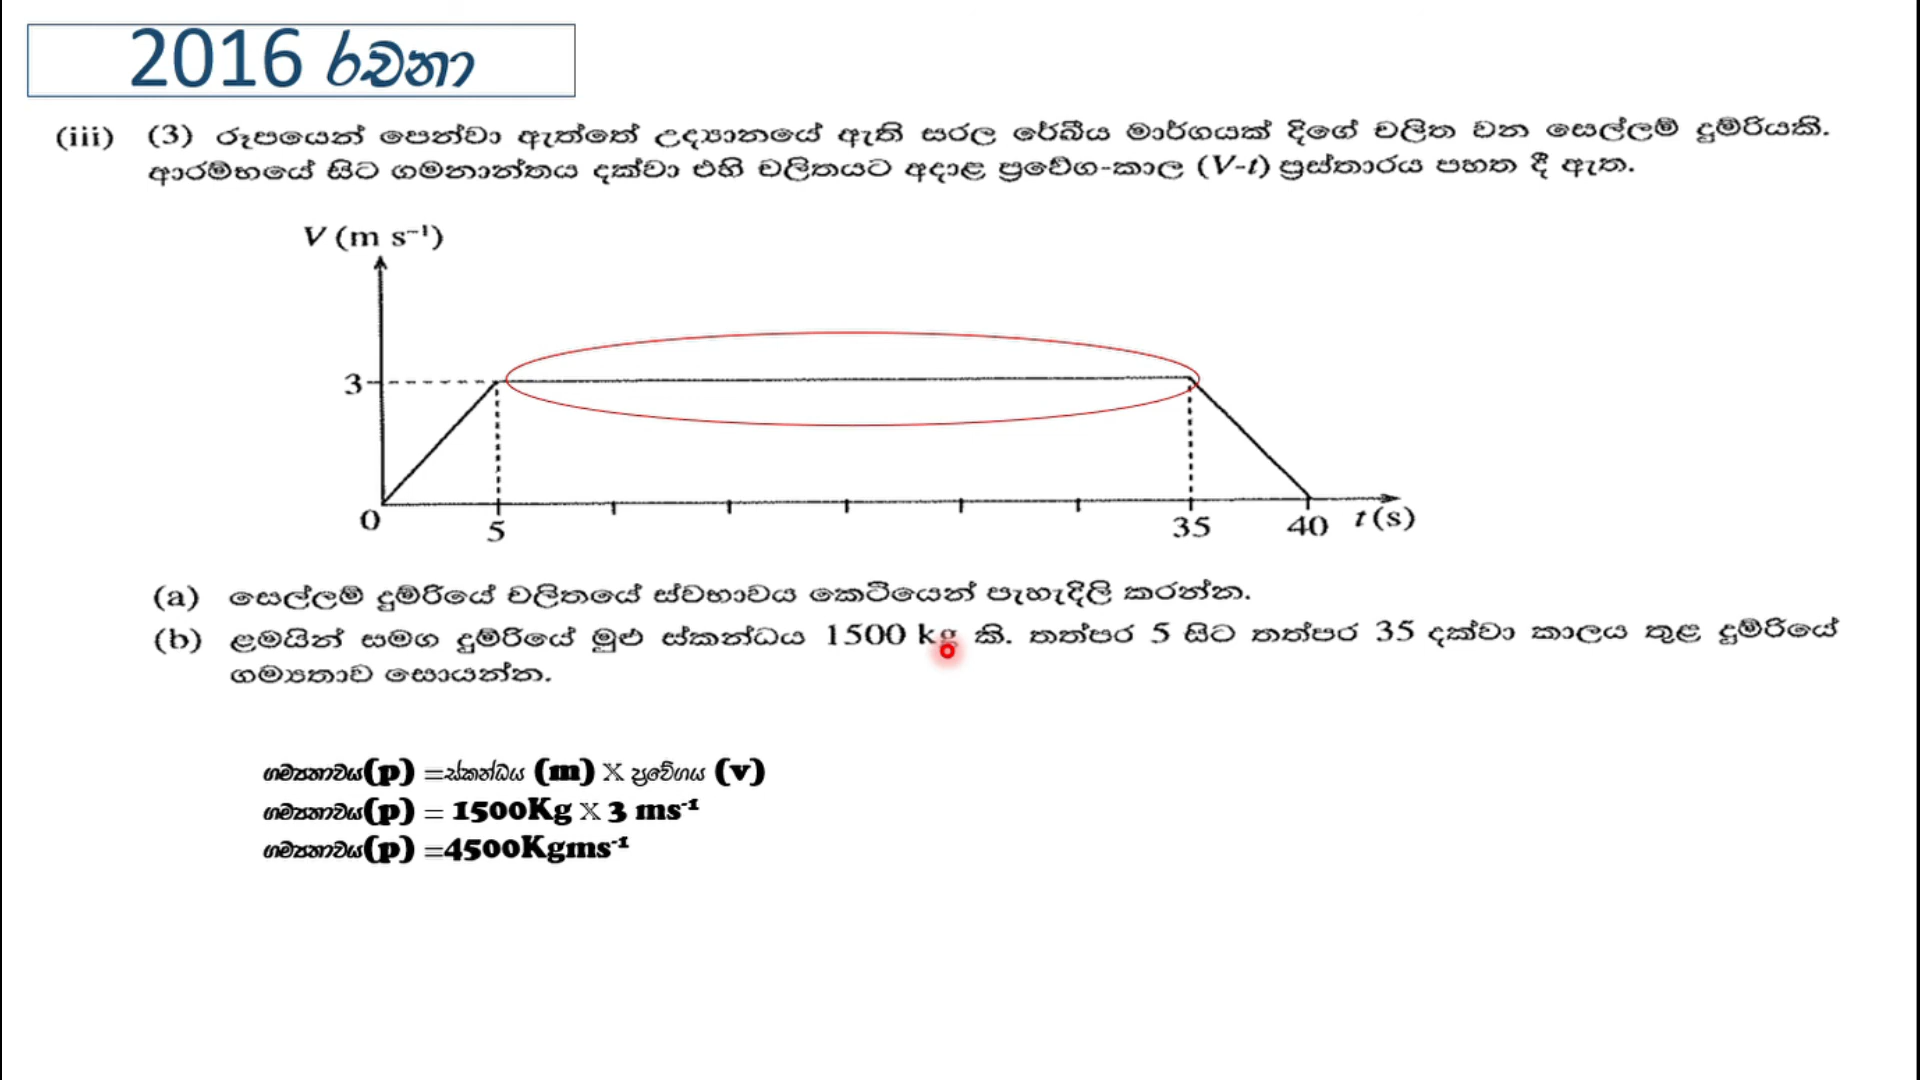 2016 රචනා
(iii) (3) රූපයෙන් පෙන්වා ඇත්තේ උද්‍යානයේ ඇති සරල රේඛීය මාර්ගයක් දිගේ චලිත වන සෙල්ලම් දුම්රියකි.
ආරම්භයේ සිට ගමනාන්තය දක්වා එහි චලිතයට අදාළ ප්‍රවේග-කාල (V-t) ප්‍රස්තාරය පහත දී ඇත.
V (m s⁻¹)
3
0 5 35 40 t (s)
(a) සෙල්ලම් දුම්රියේ චලිතයේ ස්වභාවය කෙටියෙන් පැහැදිලි කරන්න.
(b) ළමයින් සමග දුම්රියේ මුළු ස්කන්ධය 1500 kg කි. තත්පර 5 සිට තත්පර 35 දක්වා කාලය තුළ දුම්රියේ
ගම්‍යතාව සොයන්න.
ගම්‍යතාවය(p) =ස්කන්ධය (m) X ප්‍රවේගය (v)
ගම්‍යතාවය(p) = 1500Kg X 3 ms⁻¹
ගම්‍යතාවය(p) =4500Kgms⁻¹